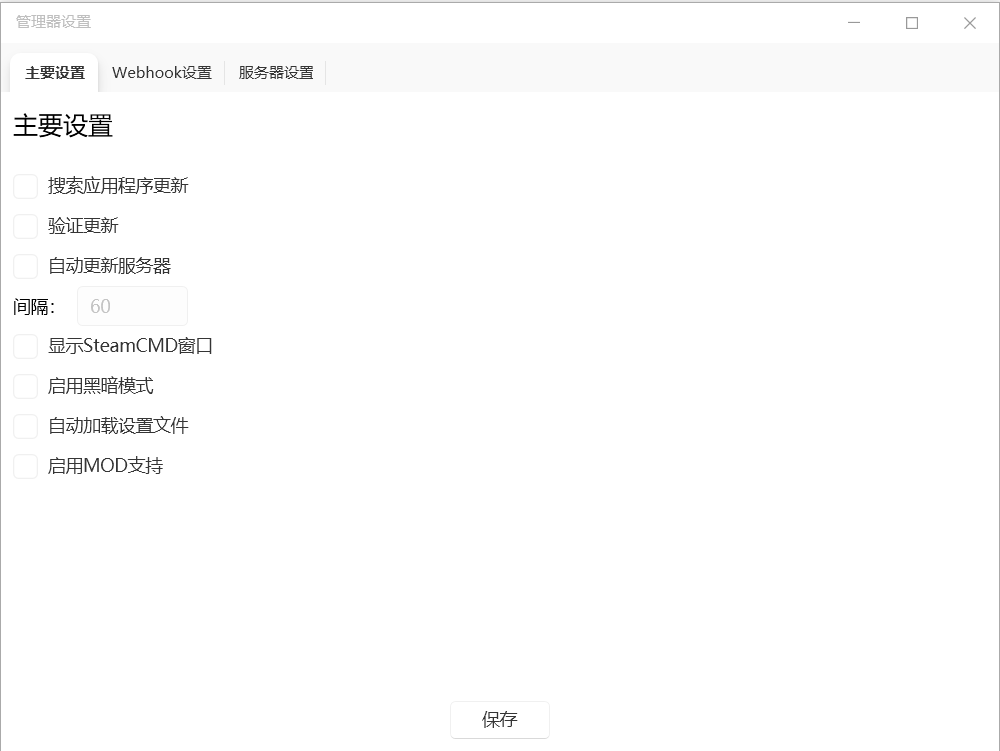 管理器设置
主要设置 Webhook设置 服务器设置
主要设置
搜索应用程序更新
验证更新
自动更新服务器
间隔： 60
显示SteamCMD窗口
启用黑暗模式
自动加载设置文件
启用MOD支持
保存